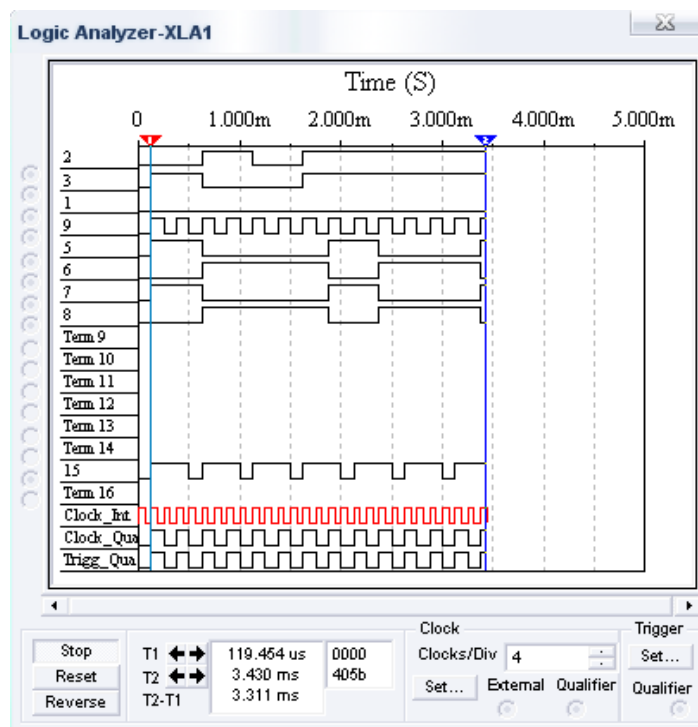 Logic Analyzer-XLA1
Time (S)
0 1.000m 2.000m 3.000m 4.000m 5.000m
1 2
2
3
1
9
5
6
7
8
Term 9
Term 10
Term 11
Term 12
Term 13
Term 14
15
Term 16
Clock_Int
Clock_Qua
Trigg_Qua
Clock Trigger
Stop T1 119.454 us 0000 Clocks/Div 4 Set...
Reset T2 3.430 ms 405b Set... External Qualifier Qualifier
Reverse T2-T1 3.311 ms